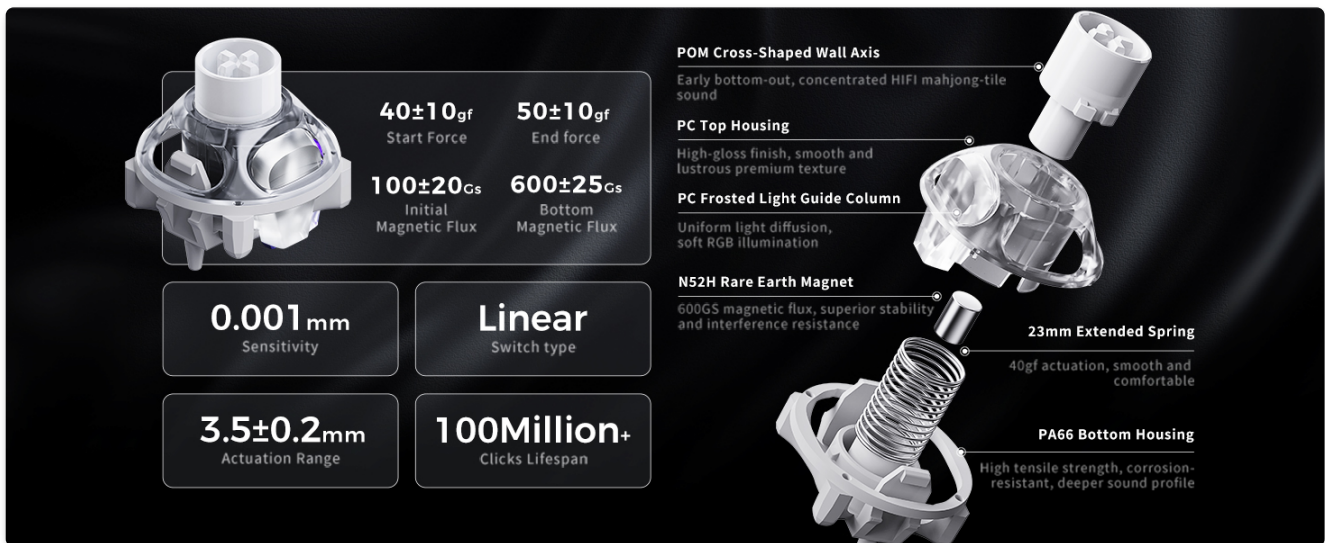 40±10gf
Start Force
50±10gf
End force
100±20Gs
Initial
Magnetic Flux
600±25Gs
Bottom
Magnetic Flux
0.001mm
Sensitivity
Linear
Switch type
3.5±0.2mm
Actuation Range
100Million+
Clicks Lifespan
POM Cross-Shaped Wall Axis
Early bottom-out, concentrated HIFI mahjong-tile
sound
PC Top Housing
High-gloss finish, smooth and
lustrous premium texture
PC Frosted Light Guide Column
Uniform light diffusion,
soft RGB illumination
N52H Rare Earth Magnet
600GS magnetic flux, superior stability
and interference resistance
23mm Extended Spring
40gf actuation, smooth and
comfortable
PA66 Bottom Housing
High tensile strength, corrosion-
resistant, deeper sound profile